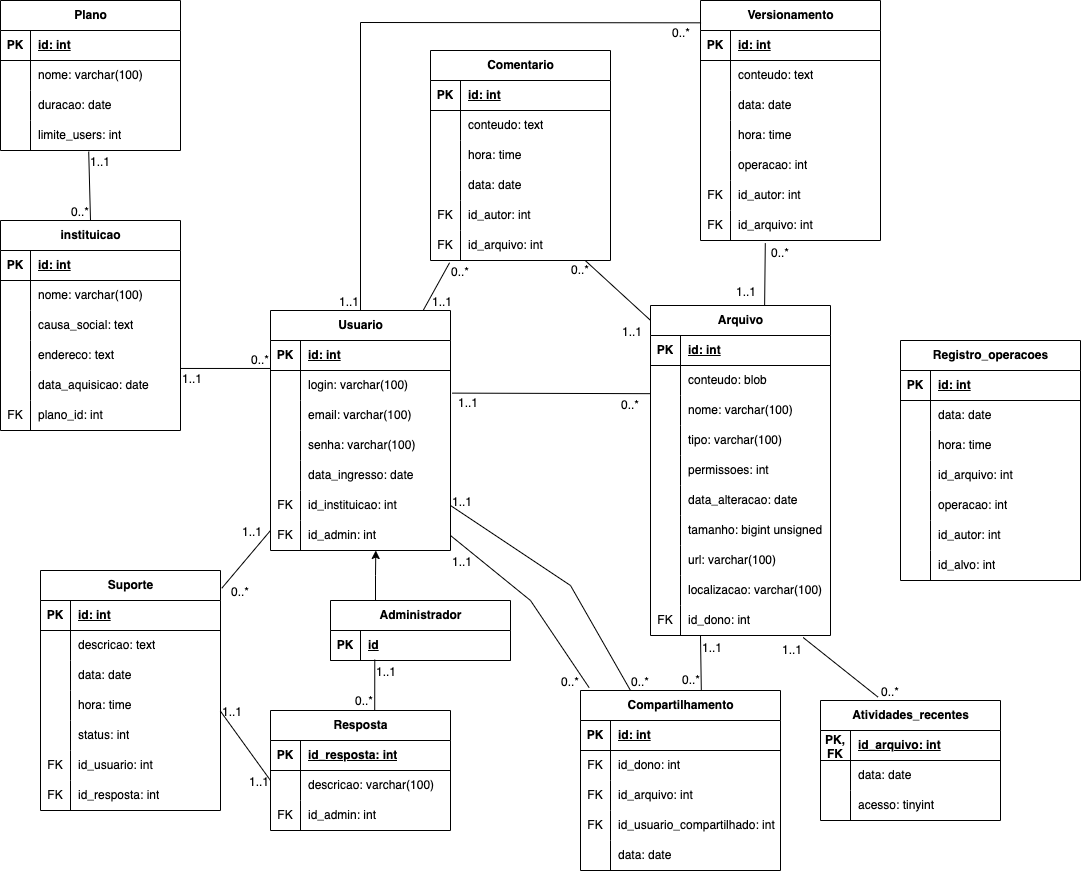 Plano
PK id: int
nome: varchar(100)
duracao: date
limite_users: int
1..1
0..*
instituicao
PK id: int
nome: varchar(100)
causa_social: text
endereco: text
data_aquisicao: date
FK plano_id: int
1..1
0..*
Comentario
PK id: int
conteudo: text
hora: time
data: date
FK id_autor: int
FK id_arquivo: int
0..*
1..1
0..*
1..1
Versionamento
PK id: int
conteudo: text
data: date
hora: time
operacao: int
FK id_autor: int
FK id_arquivo: int
0..*
1..1
0..*
1..1
Usuario
PK id: int
login: varchar(100)
email: varchar(100)
senha: varchar(100)
data_ingresso: date
FK id_instituicao: int
FK id_admin: int
1..1
0..*
Arquivo
PK id: int
conteudo: blob
nome: varchar(100)
tipo: varchar(100)
permissoes: int
data_alteracao: date
tamanho: bigint unsigned
url: varchar(100)
localizacao: varchar(100)
FK id_dono: int
Registro_operacoes
PK id: int
data: date
hora: time
id_arquivo: int
operacao: int
id_autor: int
id_alvo: int
1..1
0..*
1..1
1..1
0..*
0..*
1..1
0..*
1..1
0..*
Suporte
PK id: int
descricao: text
data: date
hora: time
status: int
FK id_usuario: int
FK id_resposta: int
1..1
1..1
Administrador
PK id
1..1
0..*
Resposta
PK id_resposta: int
descricao: varchar(100)
FK id_admin: int
Compartilhamento
PK id: int
FK id_dono: int
FK id_arquivo: int
FK id_usuario_compartilhado: int
data: date
Atividades_recentes
PK, FK id_arquivo: int
data: date
acesso: tinyint